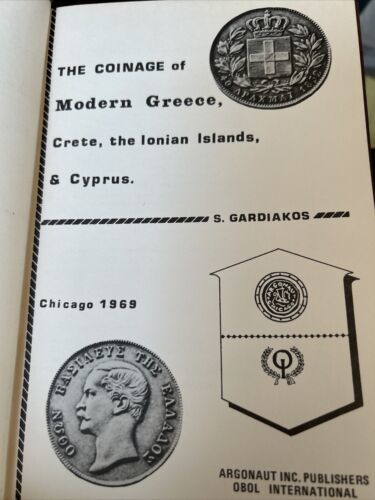 THE COINAGE of
Modern Greece,
Crete, the Ionian Islands,
& Cyprus.
S. GARDIAKOS
Chicago 1969
ΟΘΩΝ ΒΑΣΙΛΕΥΣ ΤΗΣ ΕΛΛΑΔΟΣ
ARGONAUT INC. PUBLISHERS
OBOL INTERNATIONAL